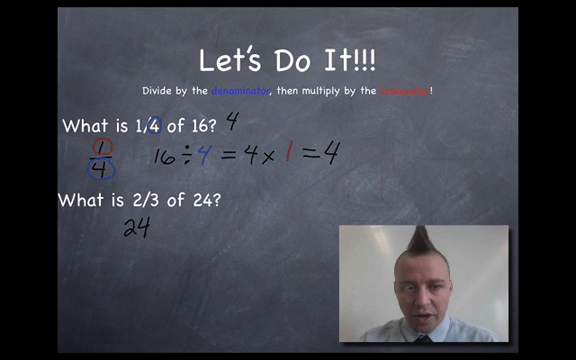 Let's Do It!!!
Divide by the denominator, then multiply by the numerator!
What is 1/4 of 16? 4
1/4 16 ÷ 4 = 4 x 1 = 4
What is 2/3 of 24?
24